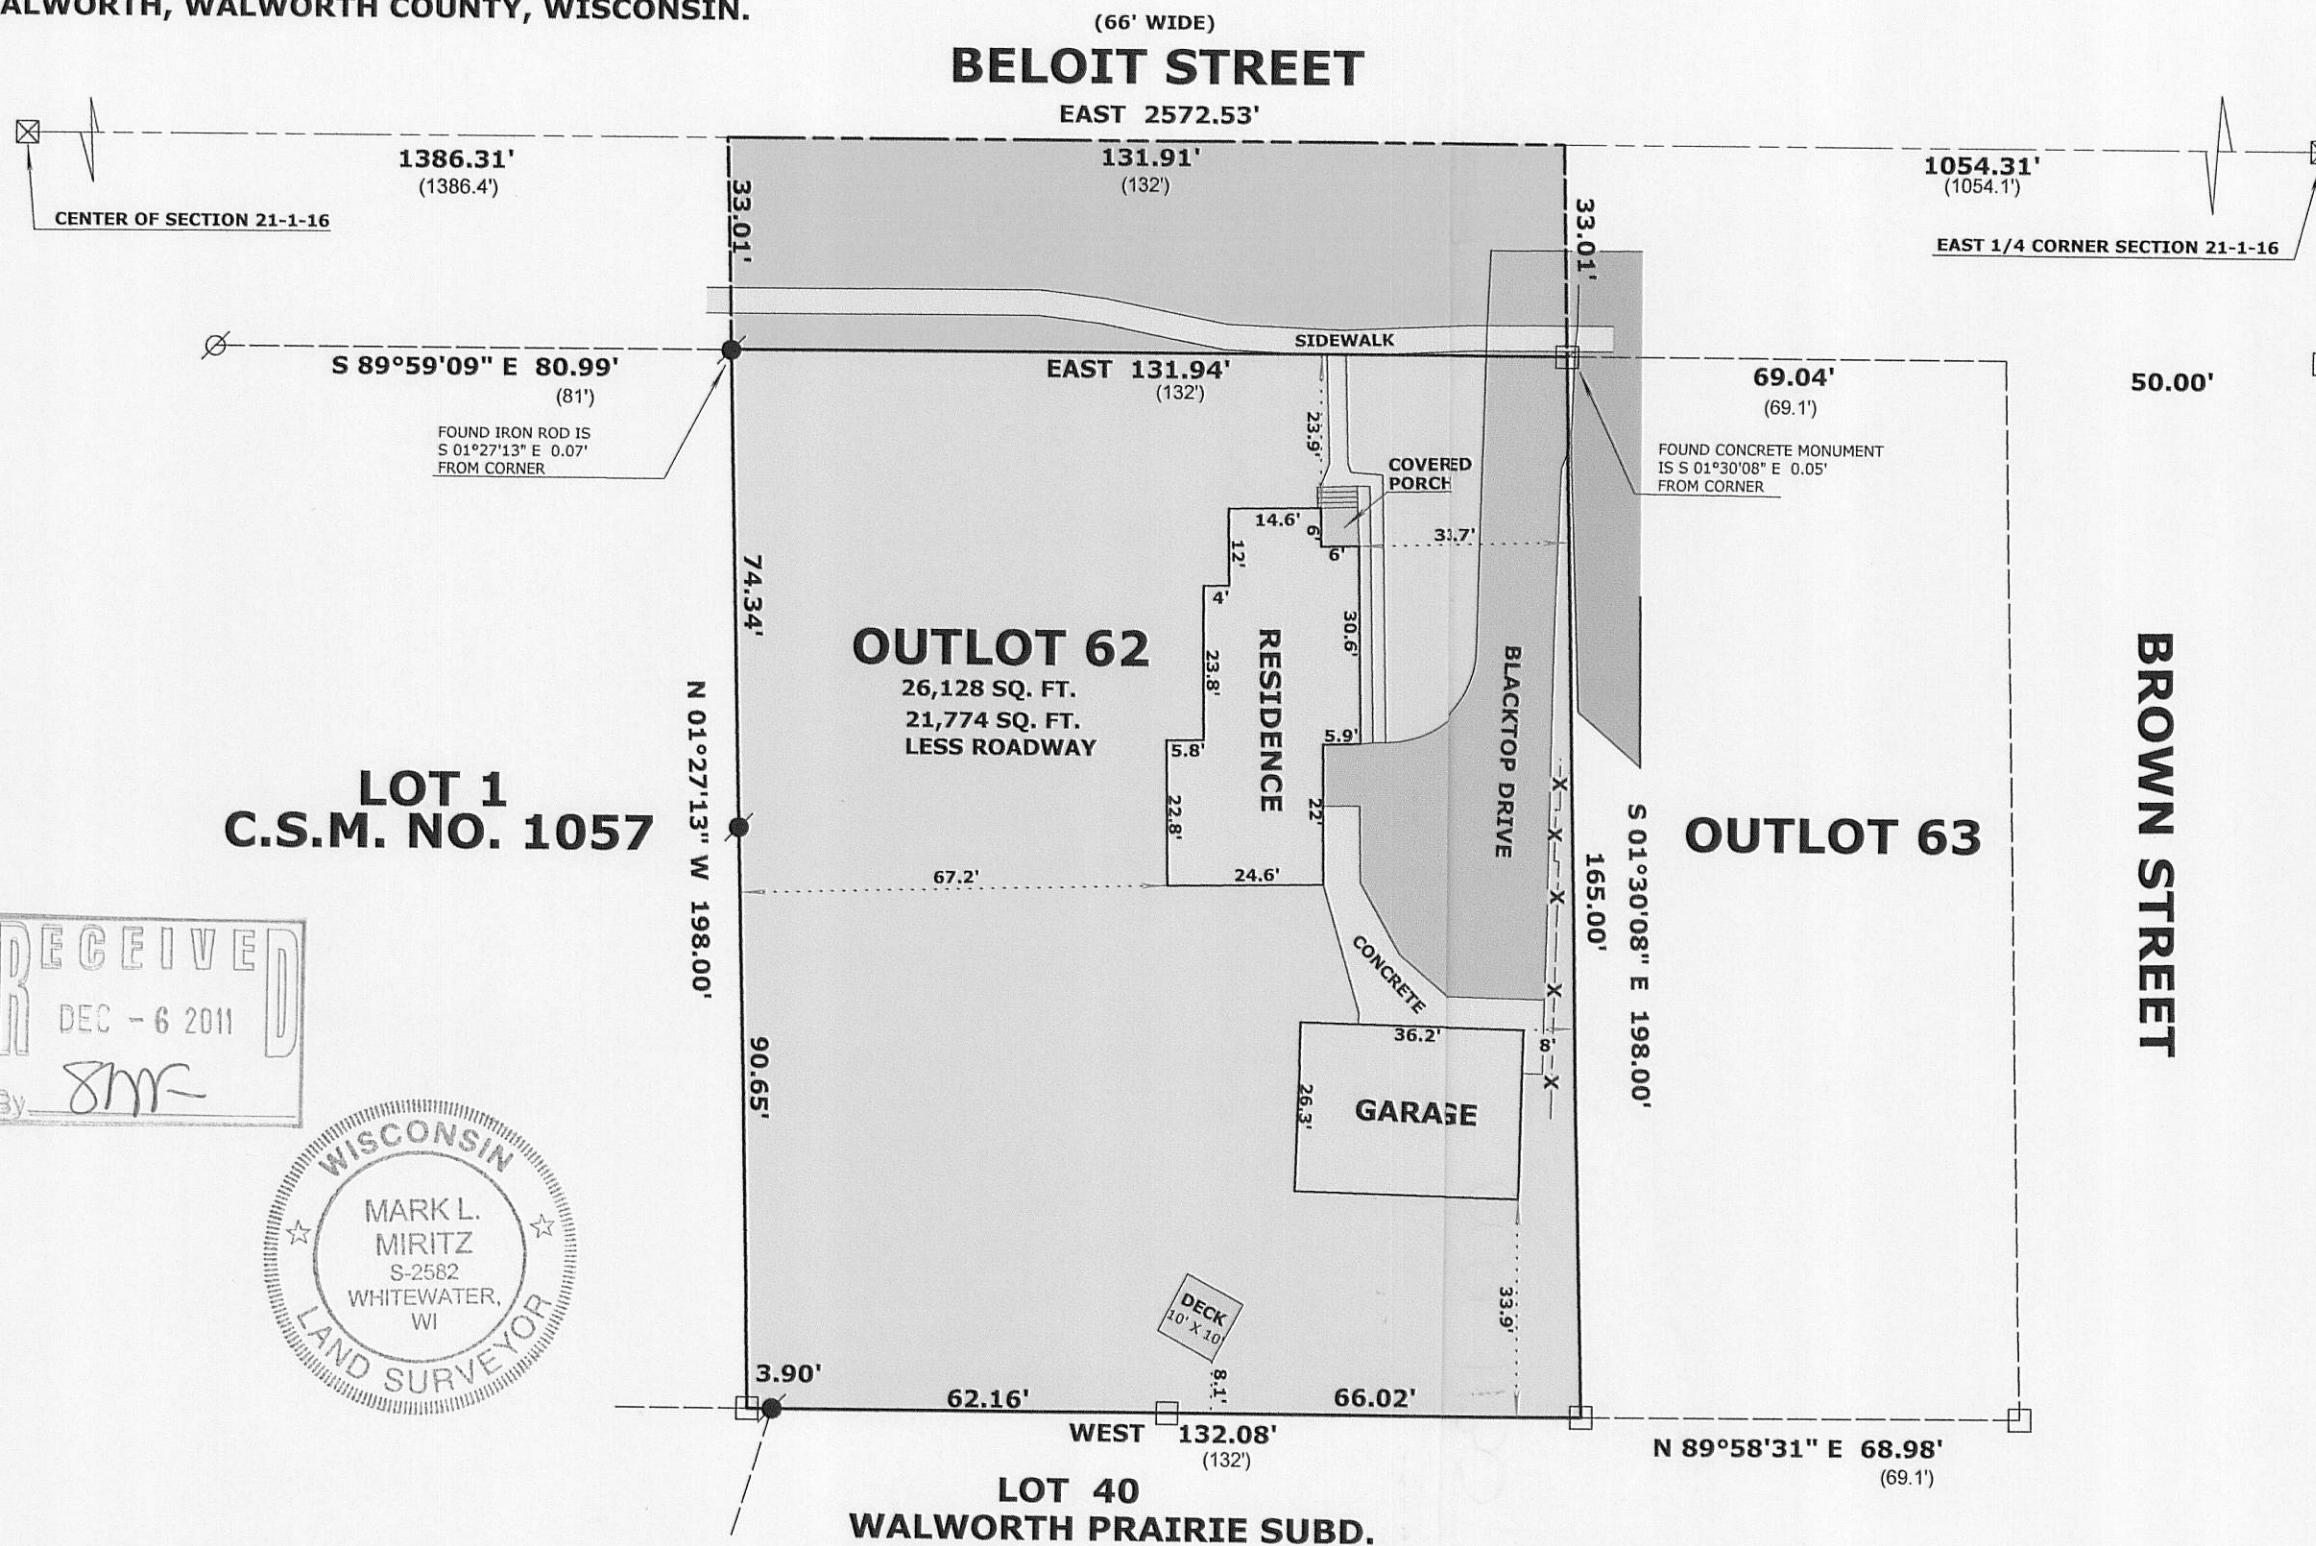 ALWORTH, WALWORTH COUNTY, WISCONSIN.
(66' WIDE)
BELOIT STREET
EAST 2572.53'
1386.31'
(1386.4')
131.91'
(132')
1054.31'
(1054.1')
CENTER OF SECTION 21-1-16
EAST 1/4 CORNER SECTION 21-1-16
33.01'
33.01'
SIDEWALK
S 89°59'09" E 80.99'
(81')
EAST 131.94'
(132')
69.04'
(69.1')
50.00'
FOUND IRON ROD IS
S 01°27'13" E 0.07'
FROM CORNER
FOUND CONCRETE MONUMENT
IS S 01°30'08" E 0.05'
FROM CORNER
23.9'
COVERED
PORCH
14.6'
6'
6'
12'
4'
74.34'
OUTLOT 62
26,128 SQ. FT.
21,774 SQ. FT.
LESS ROADWAY
23.8'
RESIDENCE
30.6'
5.8'
5.9'
22.8'
22'
24.6'
67.2'
BLACKTOP DRIVE
X
X
X
X
X
LOT 1
C.S.M. NO. 1057
N 01°27'13" W 198.00'
165.00'
S 01°30'08" E 198.00'
OUTLOT 63
BROWN STREET
CONCRETE
36.2'
8'
26.3'
GARAGE
90.65'
33.9'
DECK
10' X 10'
8.1'
RECEIVED
DEC - 6 2011
By
WISCONSIN
MARK L.
MIRITZ
S-2582
WHITEWATER,
WI
LAND SURVEYOR
3.90'
62.16'
66.02'
WEST 132.08'
(132')
N 89°58'31" E 68.98'
(69.1')
LOT 40
WALWORTH PRAIRIE SUBD.